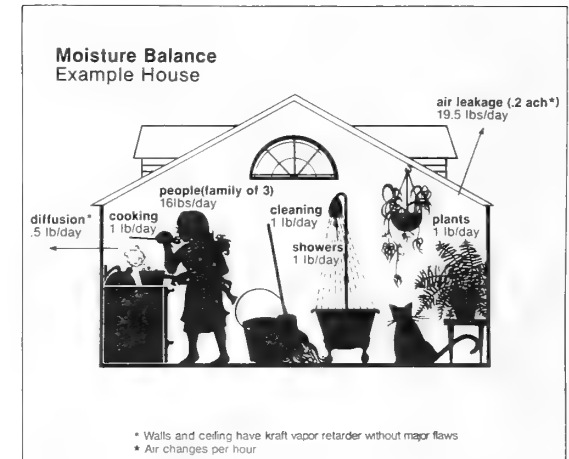 Moisture Balance
Example House
air leakage (.2 ach*)
19.5 lbs/day
people(family of 3)
16lbs/day
diffusion*
.5 lb/day
cooking
1 lb/day
cleaning
1 lb/day
showers
1 lb/day
plants
1 lb/day
* Walls and ceiling have kraft vapor retarder without major flaws
★ Air changes per hour